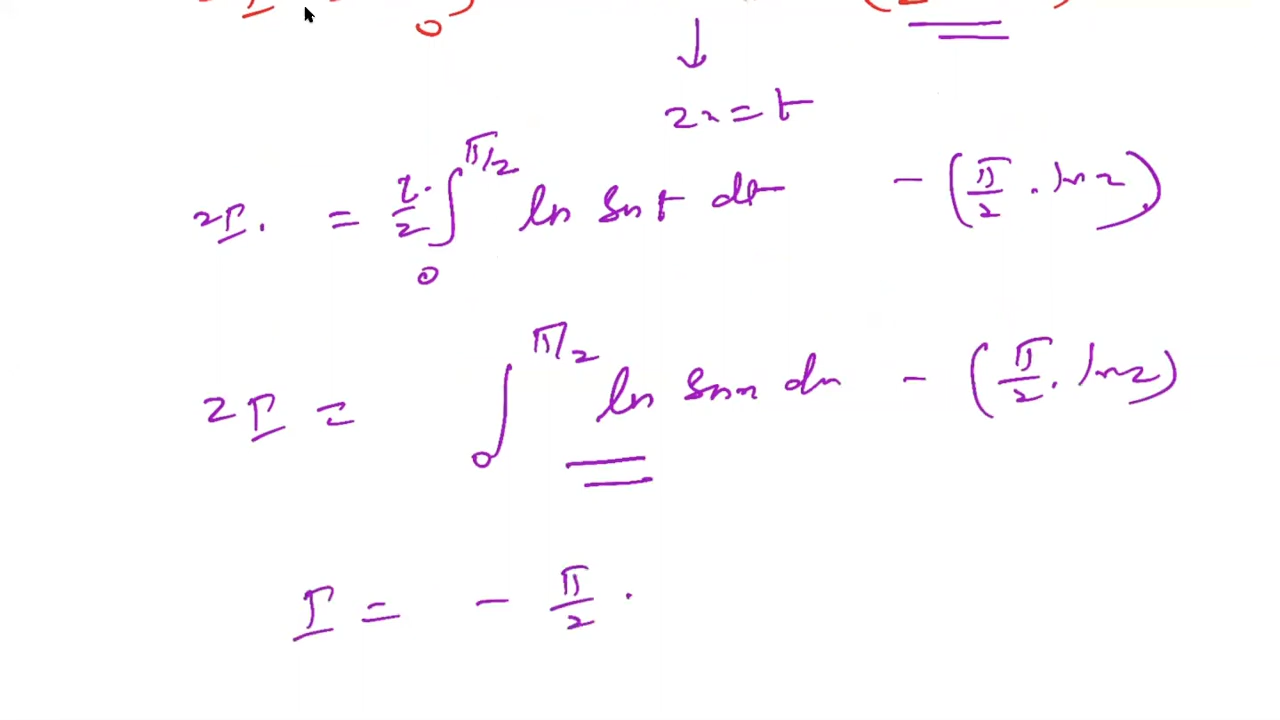 0
2x = t
2I. = 2/2 ∫₀^(π/2) ln sin t dt - (π/2 . ln 2)
2I = ∫₀^(π/2) ln sin x dx - (π/2 . ln 2)
I = - π/2 .